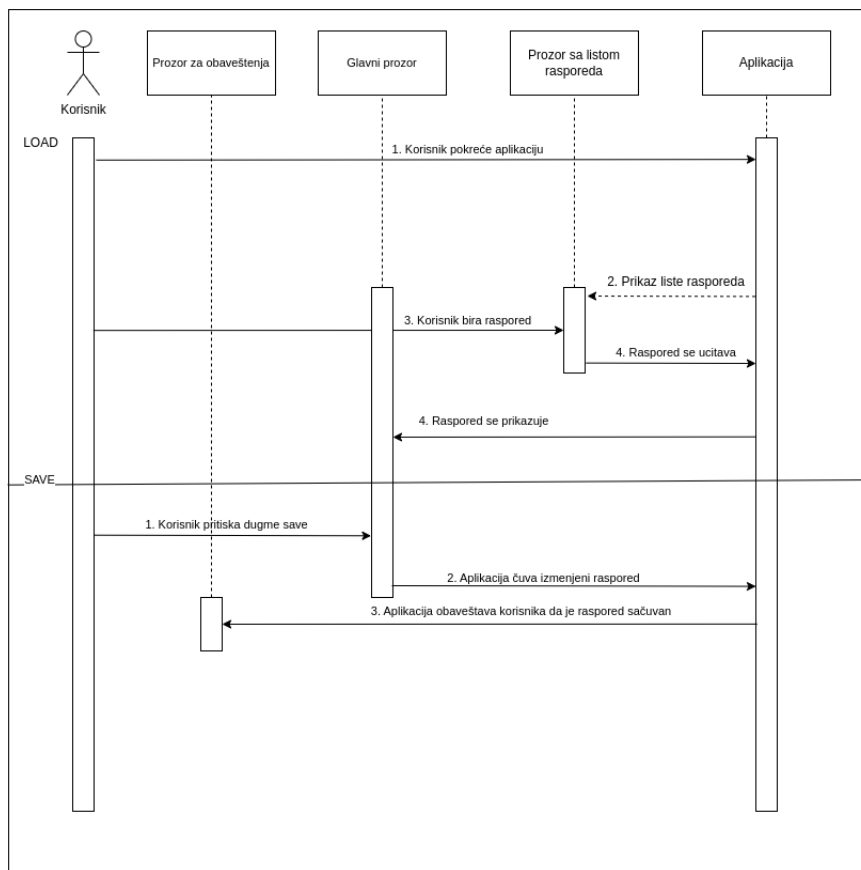 Korisnik
Prozor za obaveštenja
Glavni prozor
Prozor sa listom
rasporeda
Aplikacija
LOAD
1. Korisnik pokreće aplikaciju
2. Prikaz liste rasporeda
3. Korisnik bira raspored
4. Raspored se ucitava
4. Raspored se prikazuje
SAVE
1. Korisnik pritiska dugme save
2. Aplikacija čuva izmenjeni raspored
3. Aplikacija obaveštava korisnika da je raspored sačuvan